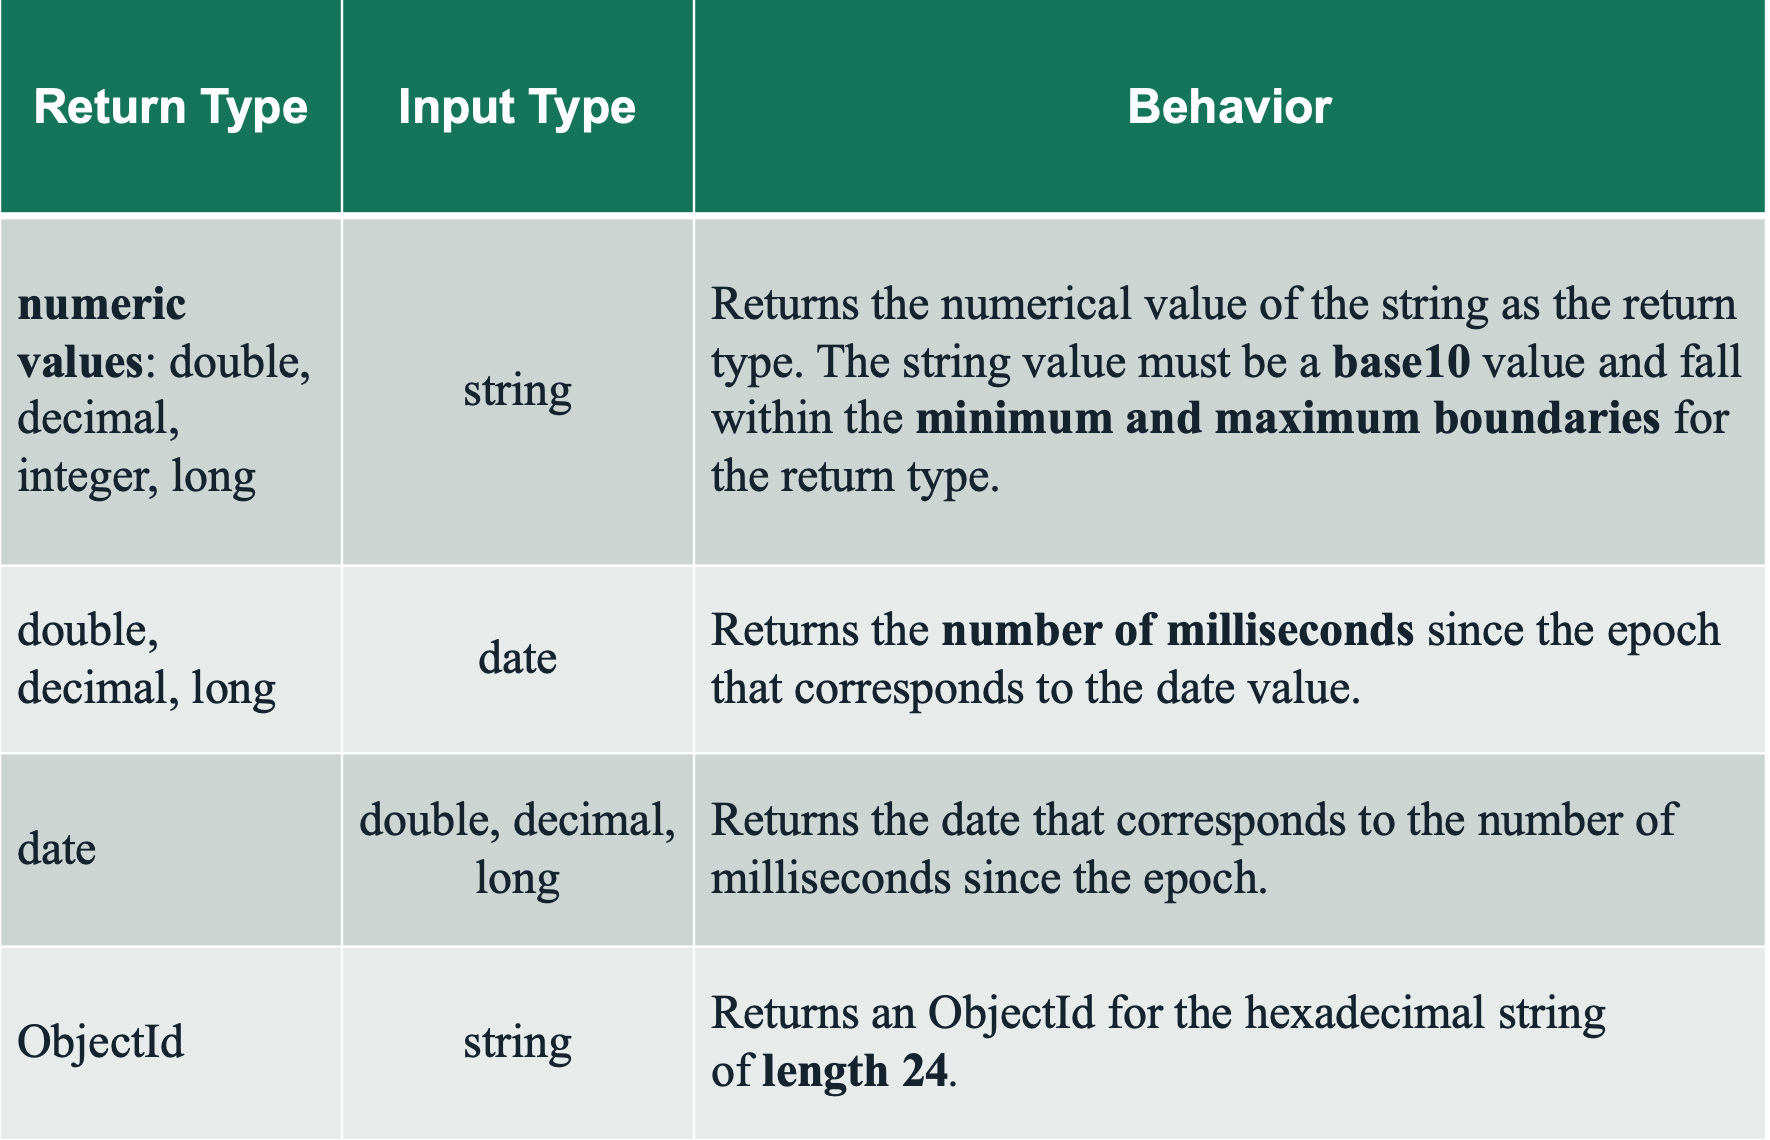 Return Type
Input Type
Behavior
numeric
values: double,
decimal,
integer, long
string
Returns the numerical value of the string as the return
type. The string value must be a base10 value and fall
within the minimum and maximum boundaries for
the return type.
double,
decimal, long
date
Returns the number of milliseconds since the epoch
that corresponds to the date value.
date
double, decimal,
long
Returns the date that corresponds to the number of
milliseconds since the epoch.
ObjectId
string
Returns an ObjectId for the hexadecimal string
of length 24.